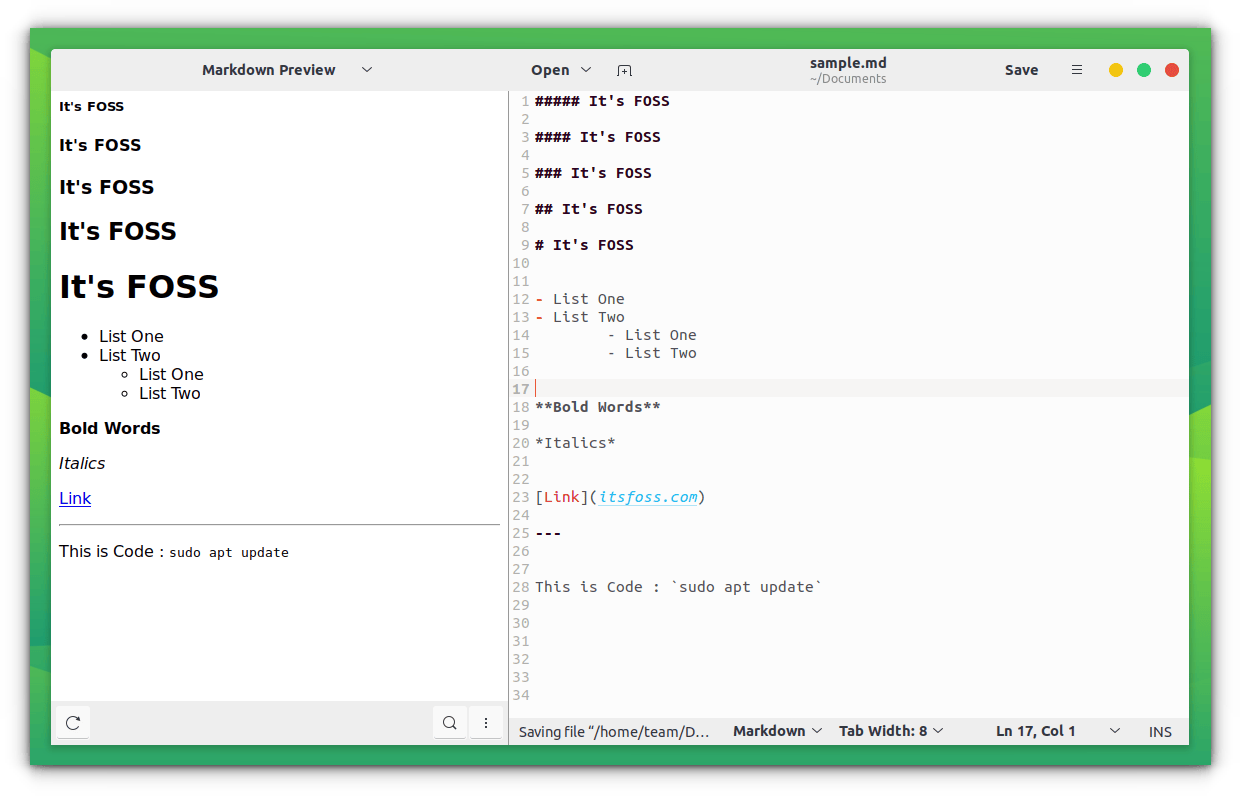 Markdown Preview
Open
sample.md
~/Documents
Save
It's FOSS
It's FOSS
It's FOSS
It's FOSS
It's FOSS
• List One
• List Two
◦ List One
◦ List Two
Bold Words
Italics
Link
This is Code : sudo apt update
1 ##### It's FOSS
2
3 #### It's FOSS
4
5 ### It's FOSS
6
7 ## It's FOSS
8
9 # It's FOSS
10
11
12 - List One
13 - List Two
14 - List One
15 - List Two
16
17
18 **Bold Words**
19
20 *Italics*
21
22
23 [Link](itsfoss.com)
24
25 ---
26
27
28 This is Code : `sudo apt update`
29
30
31
32
33
34
Saving file “/home/team/D…
Markdown
Tab Width: 8
Ln 17, Col 1
INS